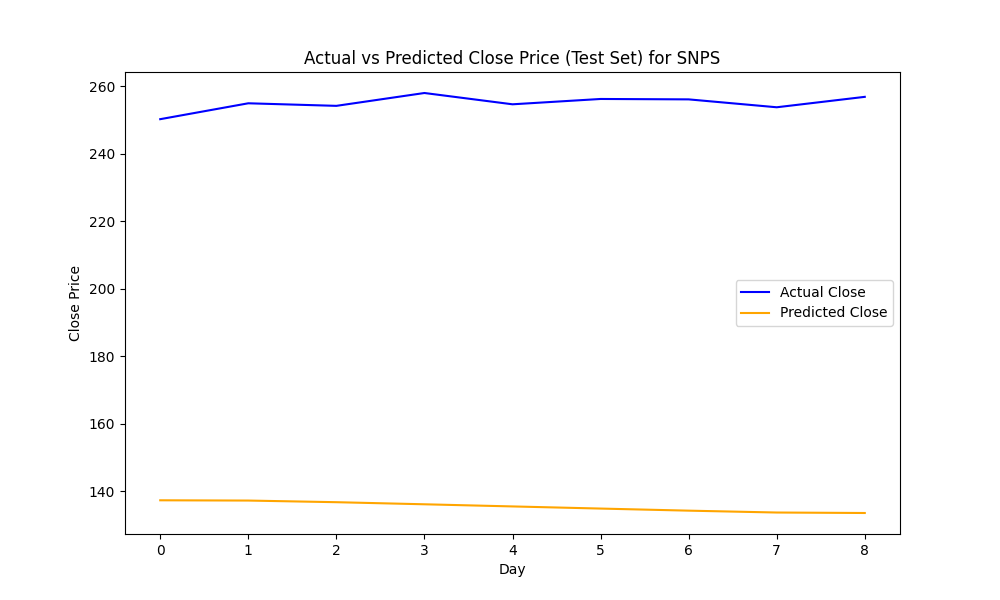 Actual vs Predicted Close Price (Test Set) for SNPS
260
240
220
200
180
160
140
Close Price
Actual Close
Predicted Close
0 1 2 3 4 5 6 7 8
Day